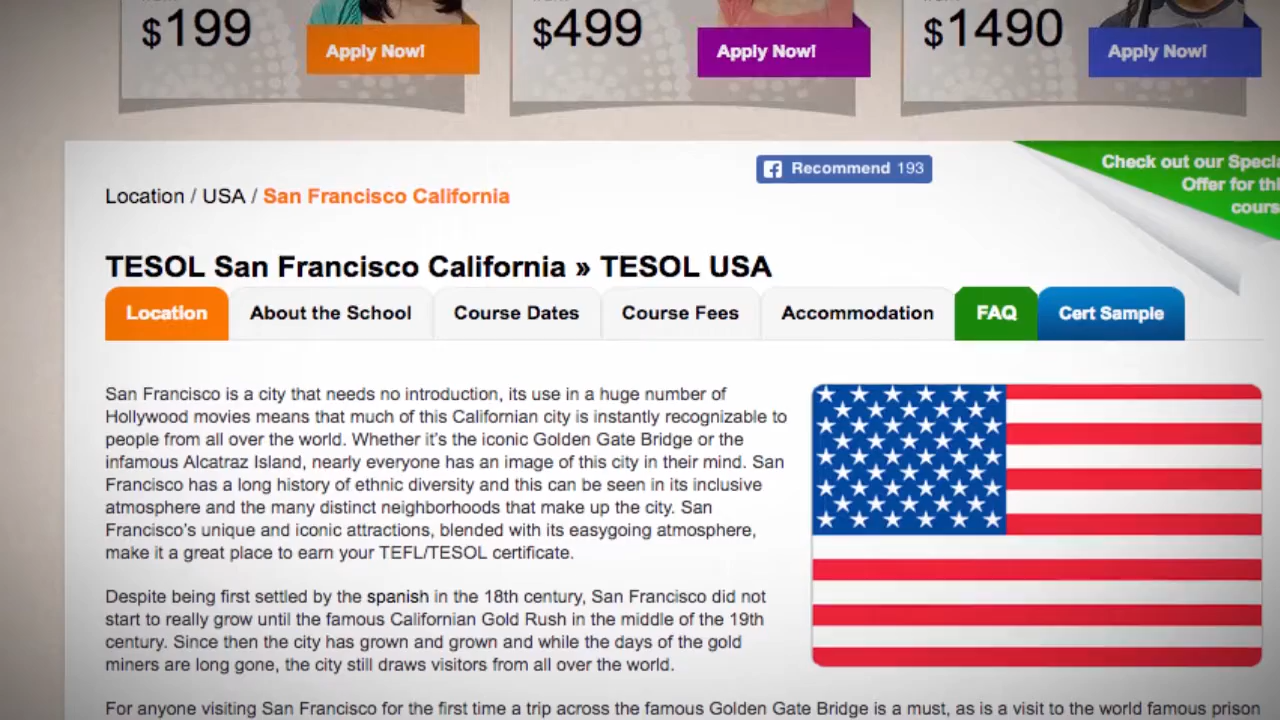 $199
Apply Now!
$499
Apply Now!
$1490
Apply Now!
Recommend 193
Check out our
Offer for
Location / USA / San Francisco California
TESOL San Francisco California » TESOL USA
Location
About the School
Course Dates
Course Fees
Accommodation
FAQ
Cert Sample
San Francisco is a city that needs no introduction, its use in a huge number of
Hollywood movies means that much of this Californian city is instantly recognizable to
people from all over the world. Whether it's the iconic Golden Gate Bridge or the
infamous Alcatraz Island, nearly everyone has an image of this city in their mind. San
Francisco has a long history of ethnic diversity and this can be seen in its inclusive
atmosphere and the many distinct neighborhoods that make up the city. San
Francisco's unique and iconic attractions, blended with its easygoing atmosphere,
make it a great place to earn your TEFL/TESOL certificate.
Despite being first settled by the spanish in the 18th century, San Francisco did not
start to really grow until the famous Californian Gold Rush in the middle of the 19th
century. Since then the city has grown and grown and while the days of the gold
miners are long gone, the city still draws visitors from all over the world.
For anyone visiting San Francisco for the first time a trip across the famous Golden Gate Bridge is a must, as is a visit to the world famous prison